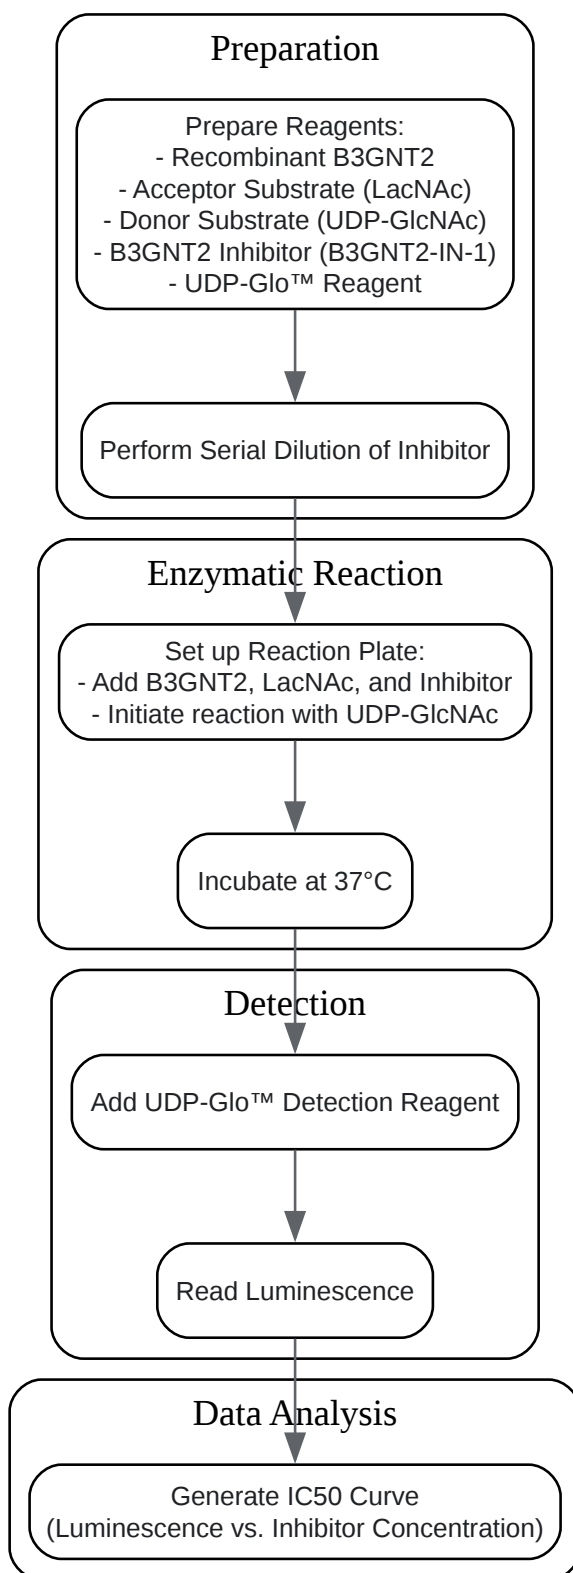 Preparation
Prepare Reagents:
- Recombinant B3GNT2
- Acceptor Substrate (LacNAc)
- Donor Substrate (UDP-GlcNAc)
- B3GNT2 Inhibitor (B3GNT2-IN-1)
- UDP-Glo™ Reagent
Perform Serial Dilution of Inhibitor
Enzymatic Reaction
Set up Reaction Plate:
- Add B3GNT2, LacNAc, and Inhibitor
- Initiate reaction with UDP-GlcNAc
Incubate at 37°C
Detection
Add UDP-Glo™ Detection Reagent
Read Luminescence
Data Analysis
Generate IC50 Curve
(Luminescence vs. Inhibitor Concentration)